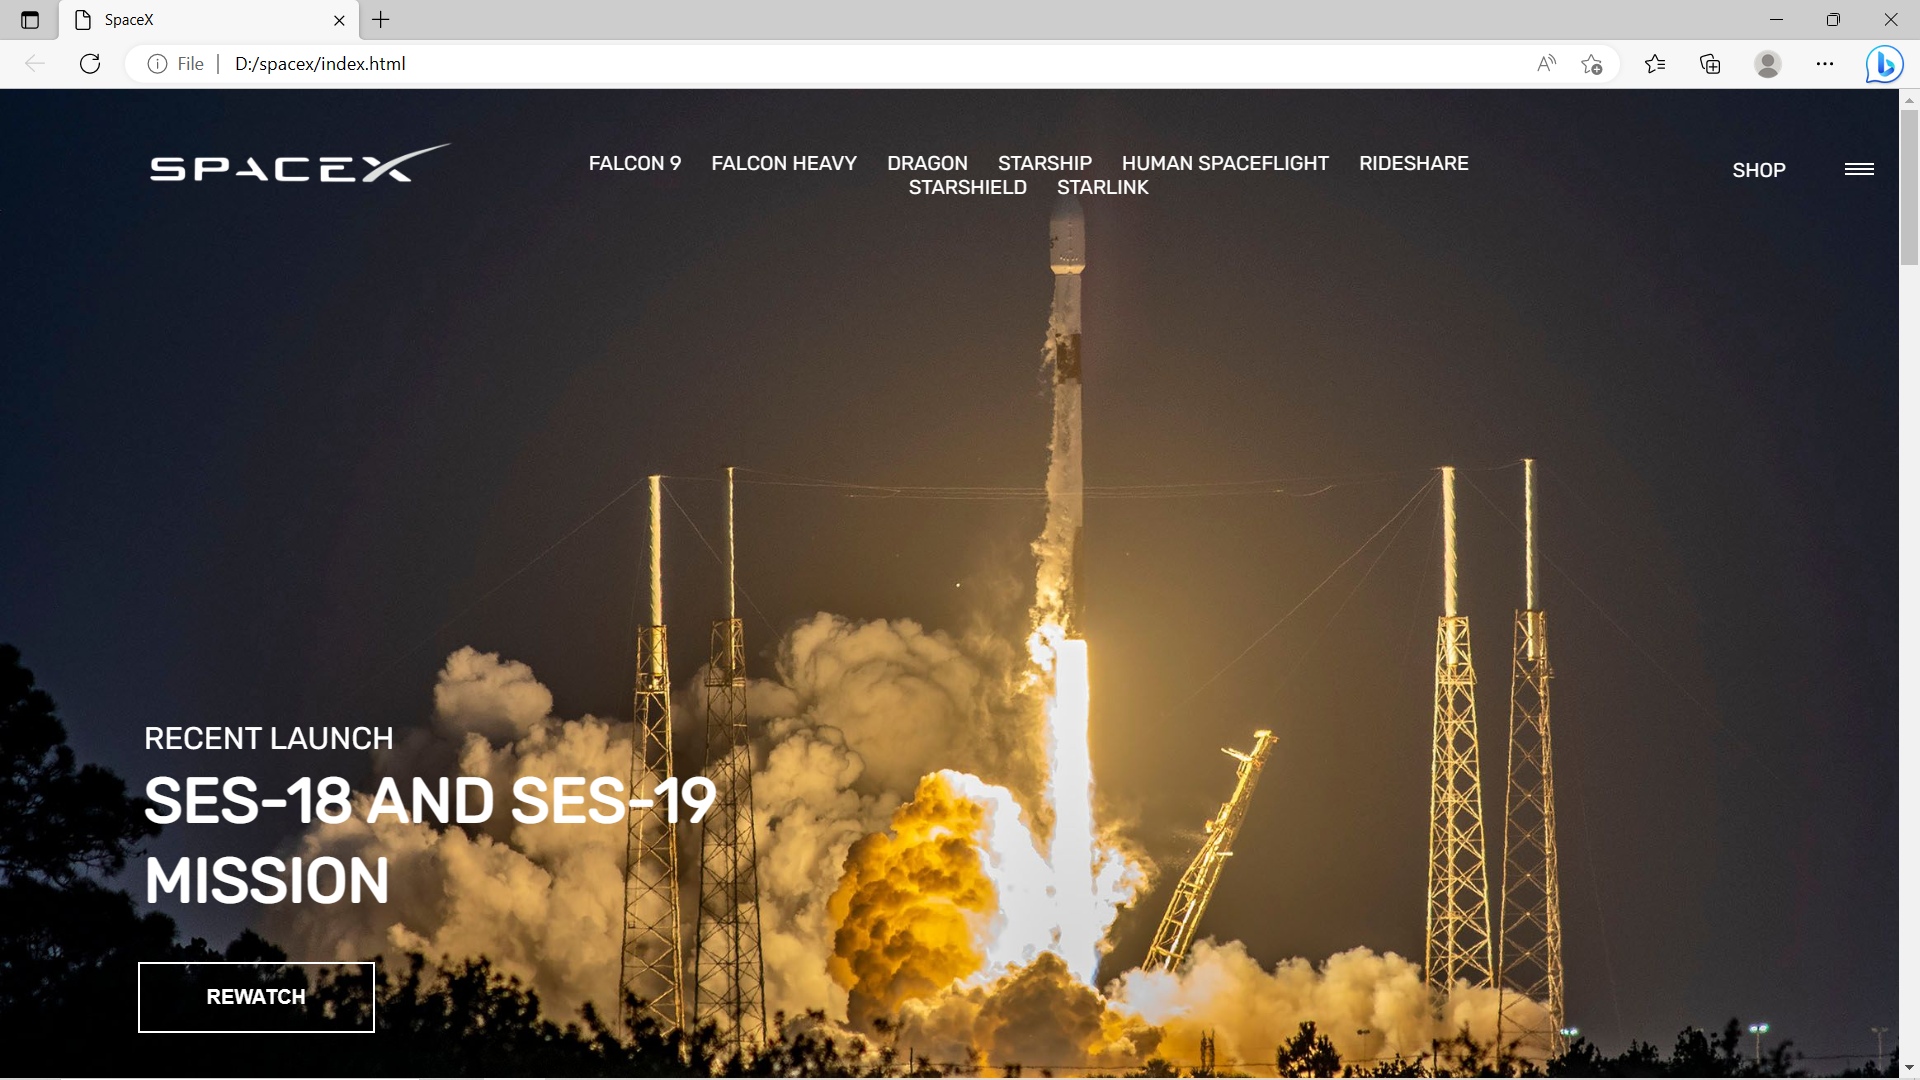 SpaceX
File
D:/spacex/index.html
SPACEX
FALCON 9 FALCON HEAVY DRAGON STARSHIP HUMAN SPACEFLIGHT RIDESHARE
STARSHIELD STARLINK
SHOP
RECENT LAUNCH
SES-18 AND SES-19
MISSION
REWATCH